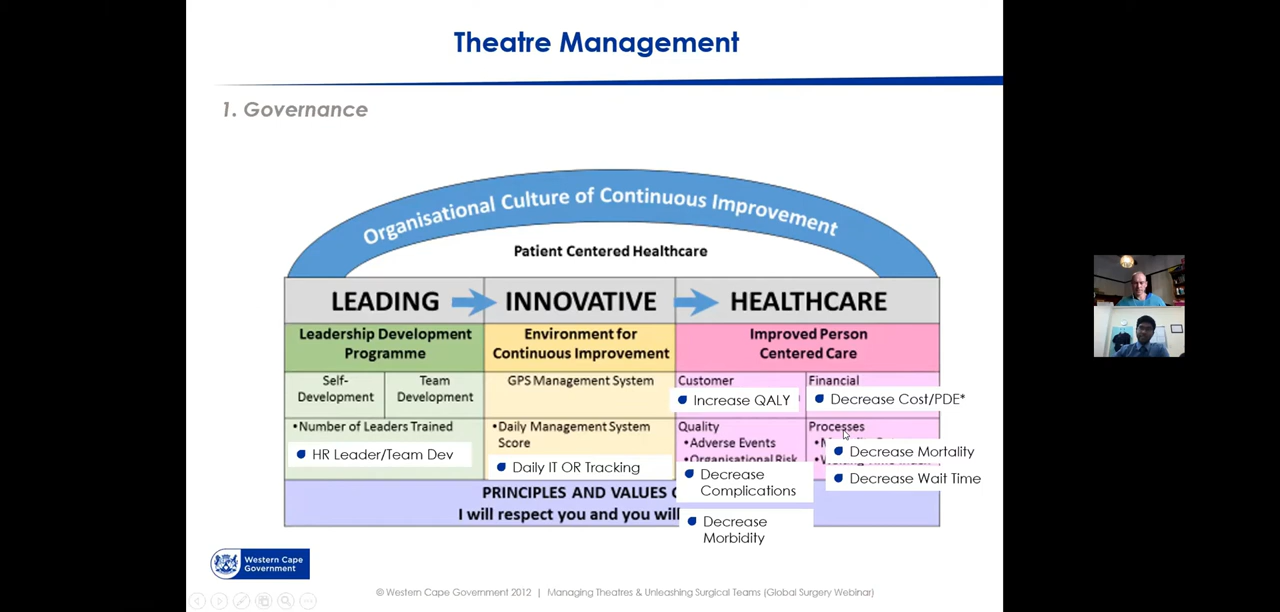 Theatre Management
1. Governance
Organisational Culture of Continuous Improvement
Patient Centered Healthcare
LEADING
INNOVATIVE
HEALTHCARE
Leadership Development
Programme
Environment for
Continuous Improvement
Improved Person
Centered Care
Self-
Development
Team
Development
GPS Management System
Customer
Increase QALY
Financial
Decrease Cost/PDE*
•Number of Leaders Trained
HR Leader/Team Dev
•Daily Management System
Score
Daily IT OR Tracking
Quality
•Adverse Events
•Organisational Risk
Decrease
Complications
Decrease
Morbidity
Processes
Decrease Mortality
Decrease Wait Time
PRINCIPLES AND VALUES
I will respect you and you will
Western Cape
Government
© Western Cape Government 2012 | Managing Theatres & Unleashing Surgical Teams (Global Surgery Webinar)